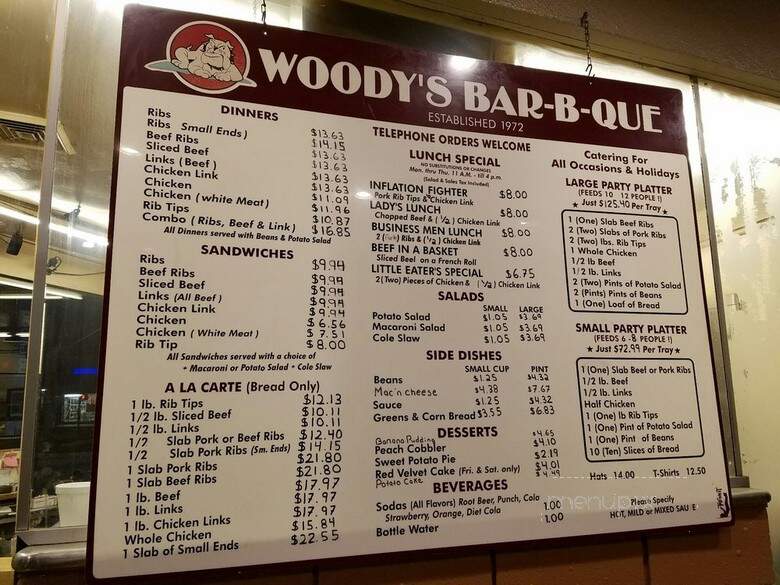 WOODY'S BAR-B-QUE
ESTABLISHED 1972
DINNERS
Ribs $13.63
Ribs Small Ends) $14.15
Beef Ribs $13.63
Sliced Beef $13.63
Links (Beef) $13.63
Chicken Link $13.63
Chicken $11.09
Chicken (white Meat) $11.96
Rib Tips $10.87
Combo (Ribs, Beef & Link) $16.85
All Dinners served with Beans & Potato Salad
SANDWICHES
Ribs $9.94
Beef Ribs $9.94
Sliced Beef $9.94
Links (All Beef) $9.94
Chicken Link $9.94
Chicken $6.56
Chicken (White Meat) $7.51
Rib Tip $8.00
All Sandwiches served with a choice of
• Macaroni or Potato Salad • Cole Slaw
A LA CARTE (Bread Only)
1 lb. Rib Tips $12.13
1/2 lb. Sliced Beef $10.11
1/2 lb. Links $10.11
1/2 Slab Pork or Beef Ribs $12.40
1/2 Slab Pork Ribs (Sm. Ends) $14.15
1 Slab Pork Ribs $21.80
1 Slab Beef Ribs $21.80
1 lb. Beef $17.97
1 lb. Links $17.97
1 lb. Chicken Links $17.97
Whole Chicken $15.84
1 Slab of Small Ends $22.55
TELEPHONE ORDERS WELCOME
LUNCH SPECIAL
NO SUBSTITUTIONS OR CHANGES
Mon. thru Thu. 11 A.M. - till 4 p.m.
(Salad & Sales Tax Included)
INFLATION FIGHTER $8.00
Pork Rib Tips & Chicken Link
LADY'S LUNCH $8.00
Chopped Beef & (1/2) Chicken Link
BUSINESS MEN LUNCH $8.00
2 Ribs & (1/2) Chicken Link
BEEF IN A BASKET $8.00
Sliced Beef on a French Roll
LITTLE EATER'S SPECIAL $6.75
2(Two) Pieces of Chicken & (1/2) Chicken Link
SALADS
SMALL LARGE
Potato Salad $1.05 $3.69
Macaroni Salad $1.05 $3.69
Cole Slaw $1.05 $3.69
SIDE DISHES
SMALL CUP PINT
Beans $1.25 $4.32
Mac'n cheese $4.38 $7.67
Sauce $1.25 $4.32
Greens & Corn Bread $3.55 $6.83
DESSERTS
Banana Pudding $4.65
Peach Cobbler $4.10
Sweet Potato Pie $2.19
Red Velvet Cake (Fri. & Sat. only) $4.01
Potato Cake $4.49
BEVERAGES
Sodas (All Flavors) Root Beer, Punch, Cola 1.00
Strawberry, Orange, Diet Cola
Bottle Water 1.00
Catering For
All Occasions & Holidays
LARGE PARTY PLATTER
(FEEDS 10 12 PEOPLE!)
★ Just $125.40 Per Tray ★
1 (One) Slab Beef Ribs
2 (Two) Slabs of Pork Ribs
2 (Two) lbs. Rib Tips
1 Whole Chicken
1/2 lb Beef
1/2 lb. Links
2 (Two) Pints of Potato Salad
2 (Pints) Pints of Beans
1 (One) Loaf of Bread
SMALL PARTY PLATTER
(FEEDS 6-8 PEOPLE!)
★ Just $72.99 Per Tray ★
1(One) Slab Beef or Pork Ribs
1/2 lb. Beef
1/2 lb. Links
Half Chicken
1 (One) lb Rib Tips
1 (One) Pint of Potato Salad
1 (One) Pint of Beans
10 (Ten) Slices of Bread
Hats 14.00 T-Shirts 12.50
Please Specify
HOT, MILD or MIXED SAU E